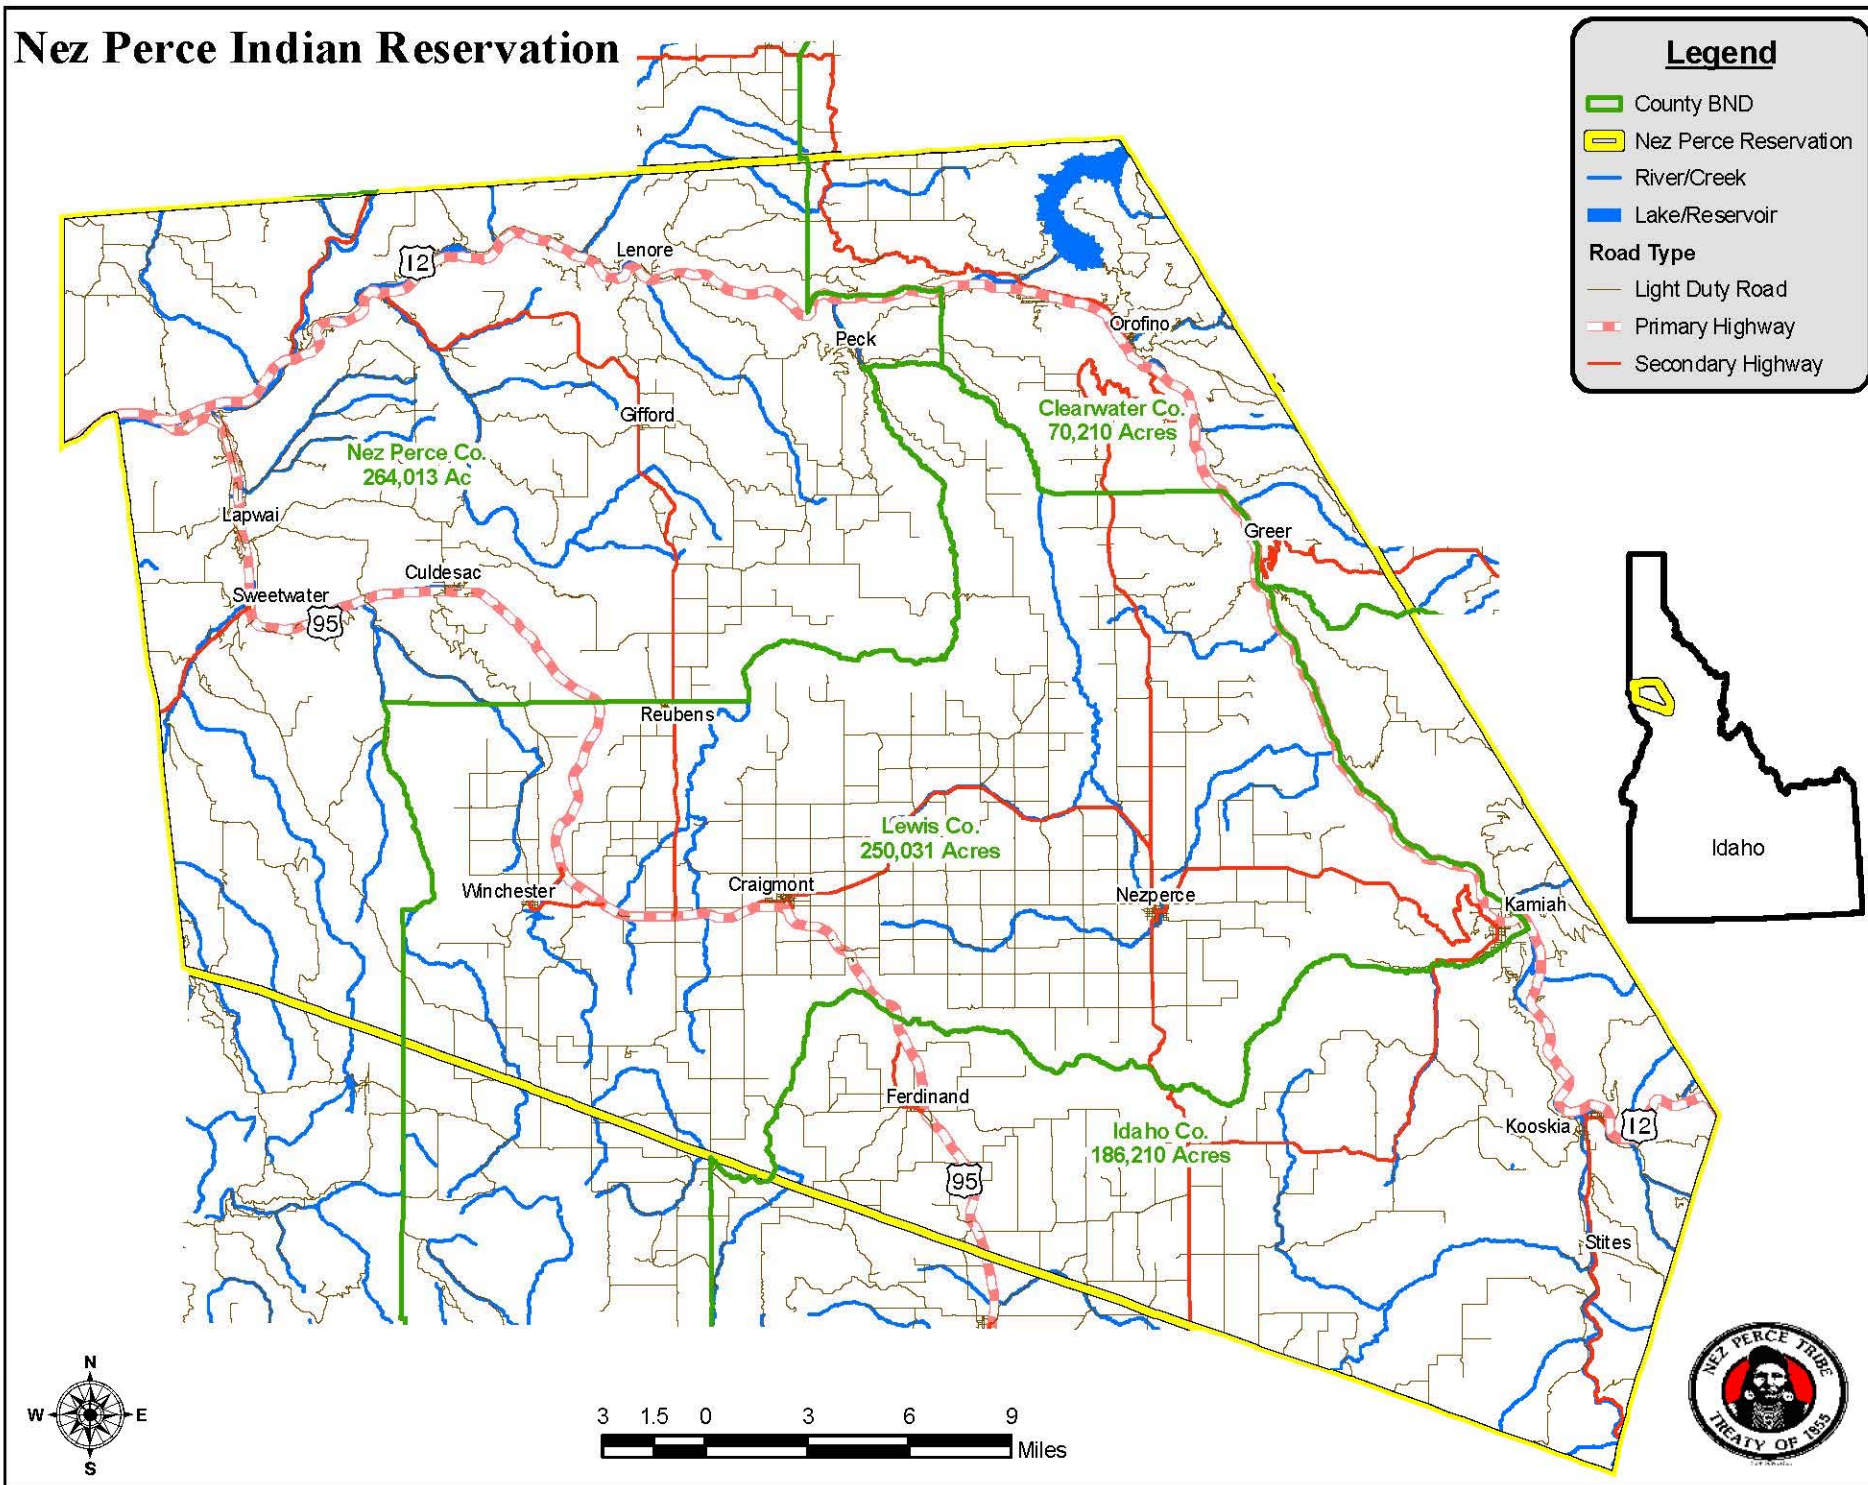 Nez Perce Indian Reservation
Legend
County BND
Nez Perce Reservation
River/Creek
Lake/Reservoir
Road Type
Light Duty Road
Primary Highway
Secondary Highway
12
Lenore
Peck
Orofino
Gifford
Clearwater Co.
70,210 Acres
Nez Perce Co.
264,013 Ac
Lapwai
Greer
Culdesac
Sweetwater
95
Reubens
Lewis Co.
250,031 Acres
Idaho
Winchester
Craigmont
Nezperce
Kamiah
Ferdinand
Idaho Co.
186,210 Acres
Kooskia
12
95
Stites
N
W
E
S
3 1.5 0 3 6 9
Miles
NEZ PERCE TRIBE
TREATY OF 1855